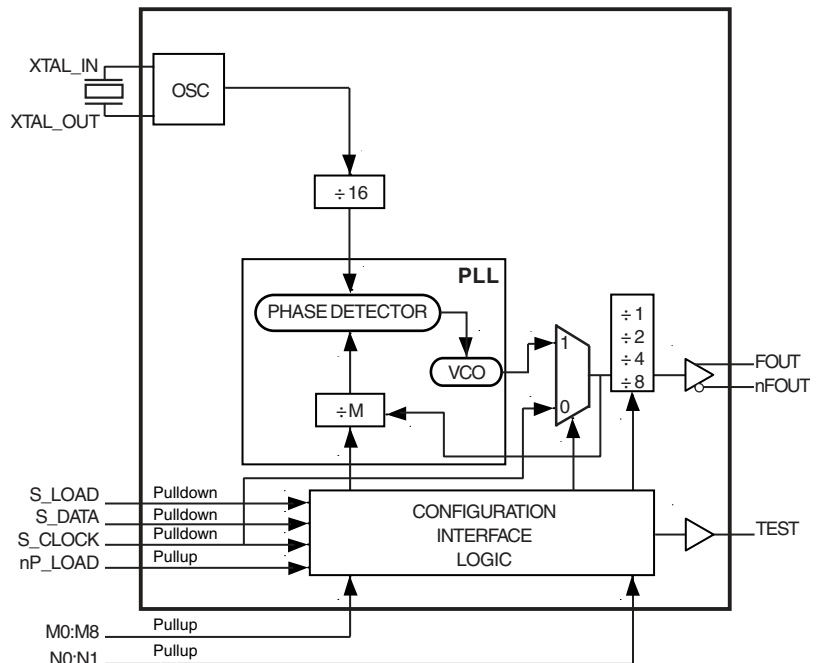 XTAL_IN
OSC
XTAL_OUT
÷ 16
PLL
PHASE DETECTOR
VCO
1
0
÷ M
÷ 1
÷ 2
÷ 4
÷ 8
FOUT
nFOUT
S_LOAD Pulldown
S_DATA Pulldown
S_CLOCK Pulldown
nP_LOAD Pullup
CONFIGURATION
INTERFACE
LOGIC
TEST
M0:M8 Pullup
N0:N1 Pullup